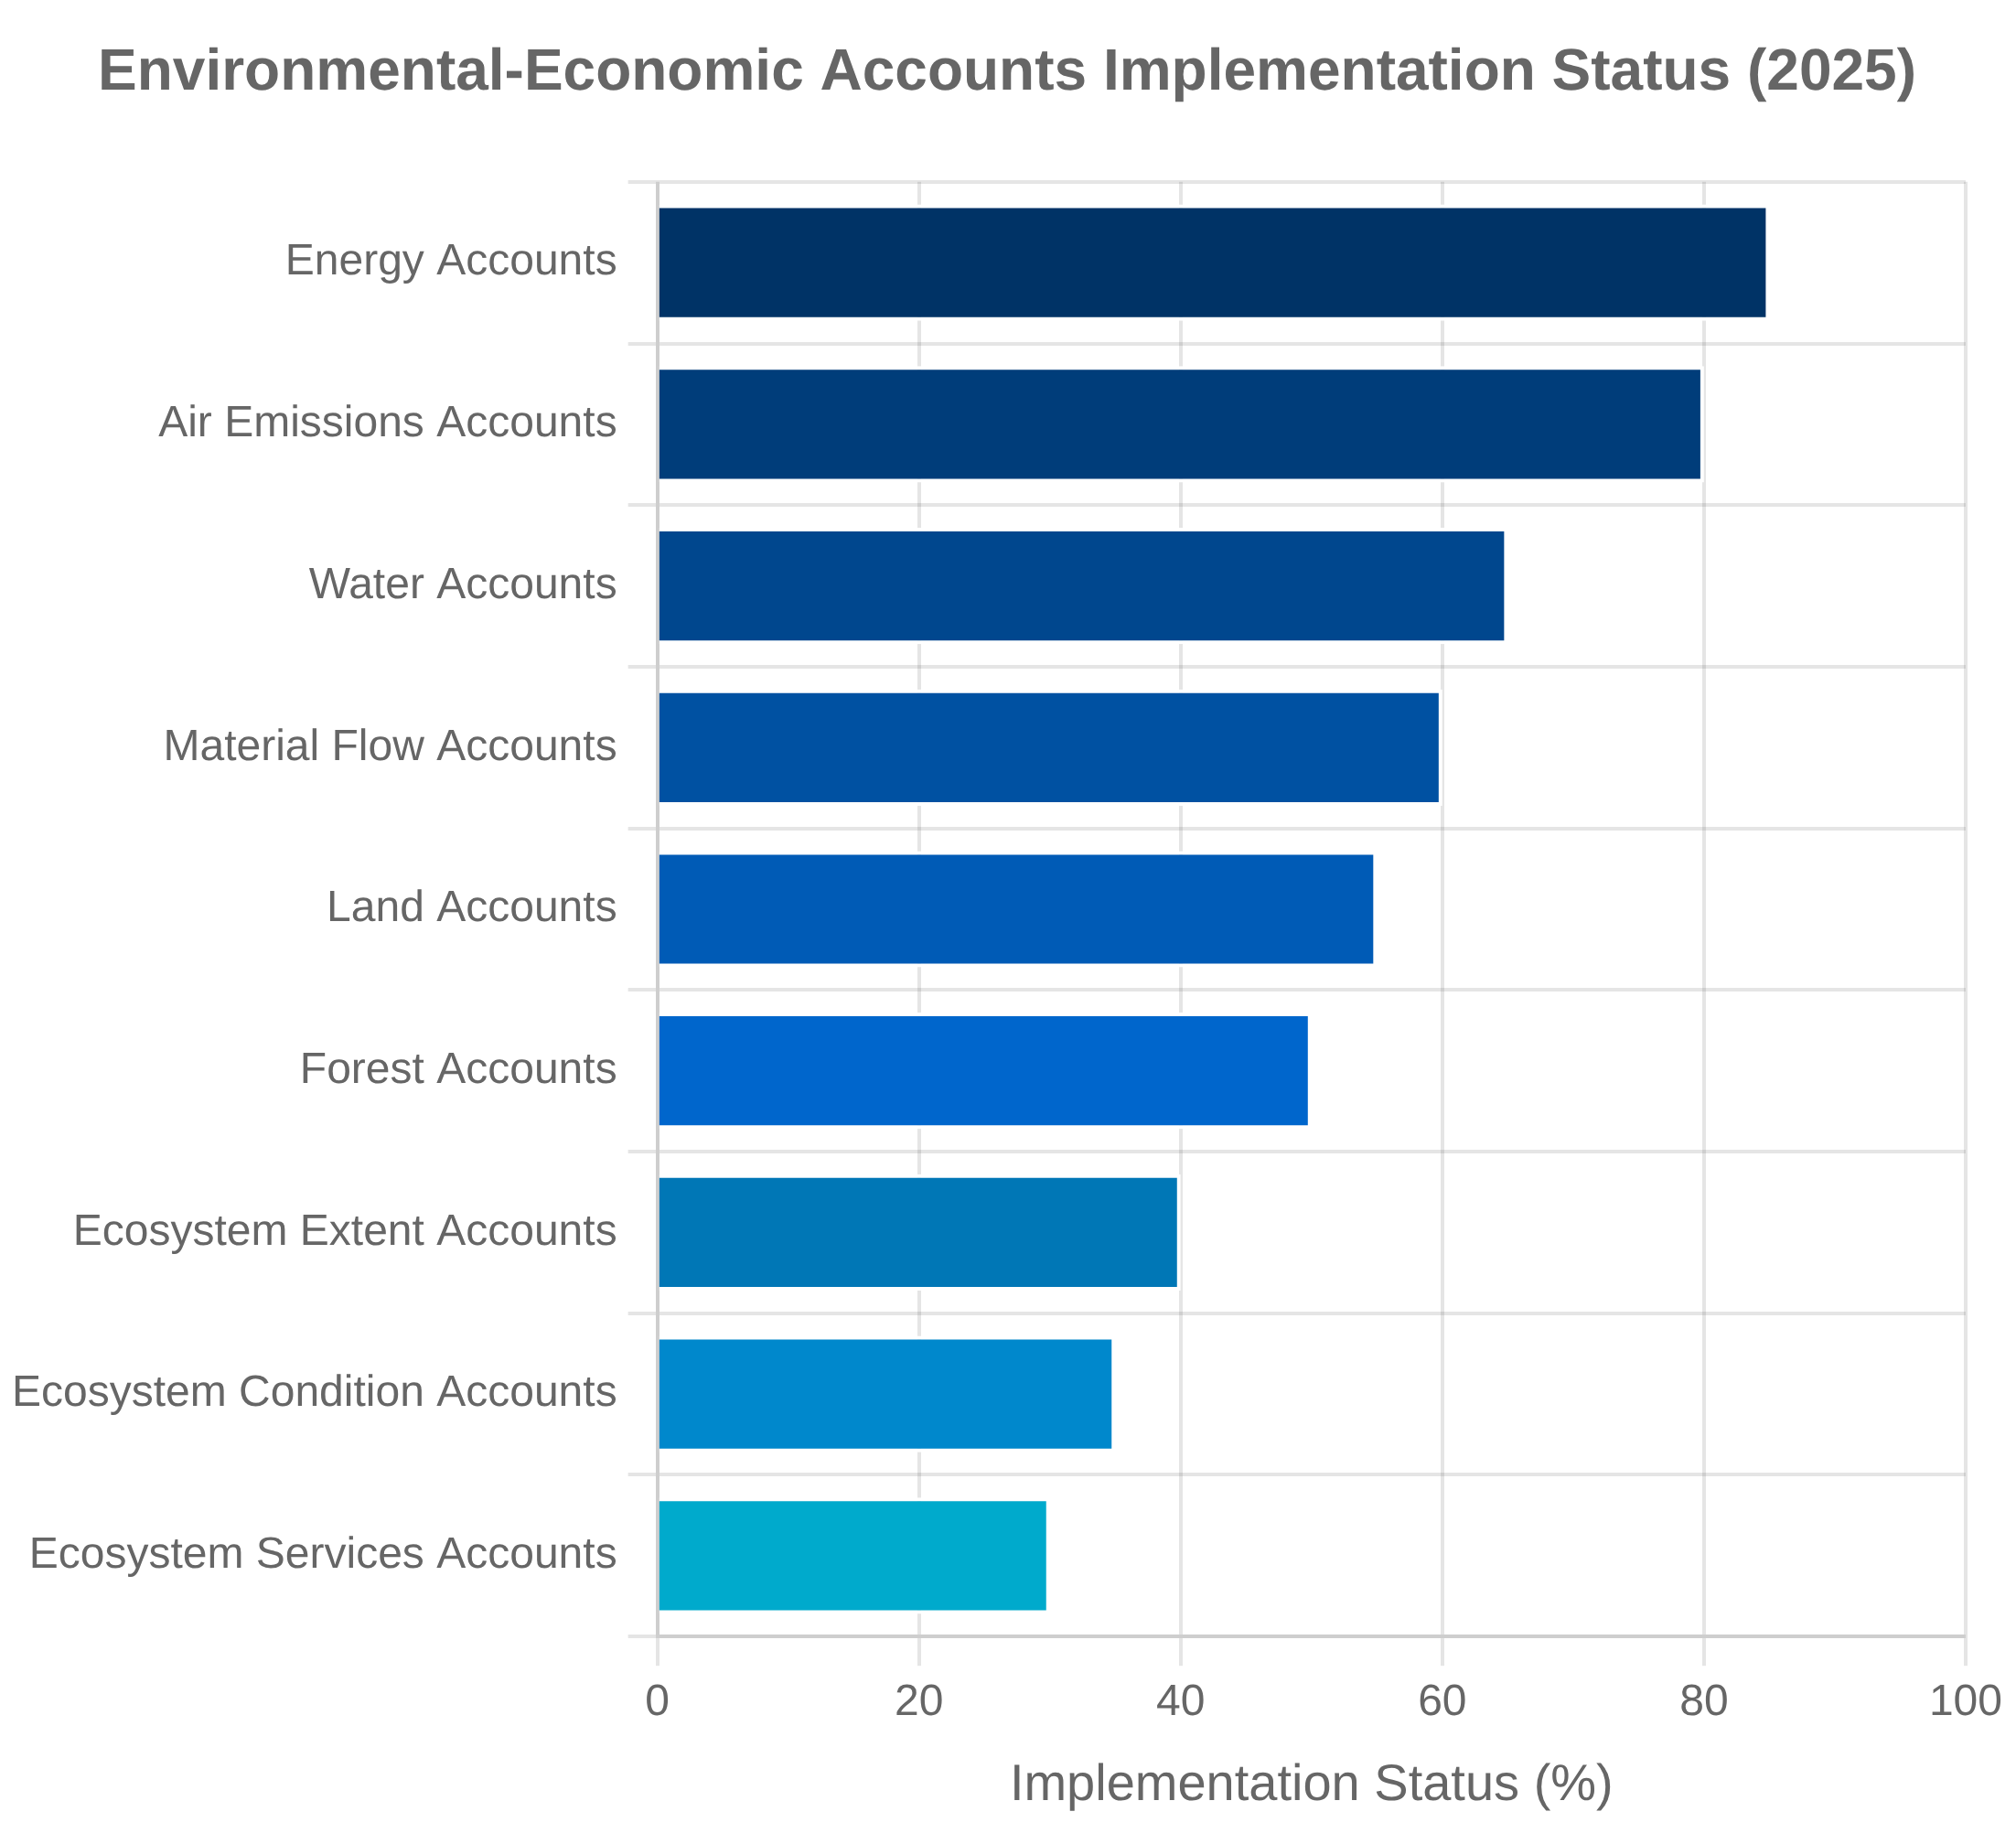 Environmental-Economic Accounts Implementation Status (2025)
Energy Accounts
Air Emissions Accounts
Water Accounts
Material Flow Accounts
Land Accounts
Forest Accounts
Ecosystem Extent Accounts
Ecosystem Condition Accounts
Ecosystem Services Accounts
0 20 40 60 80 100
Implementation Status (%)